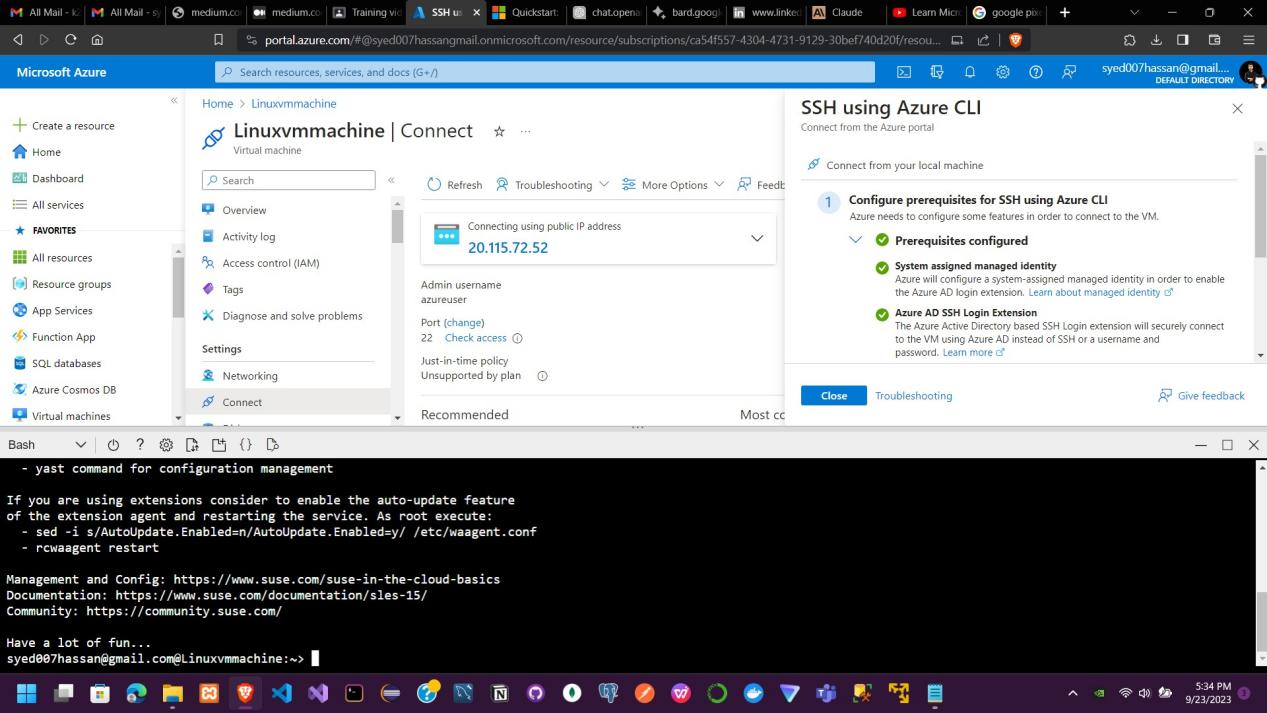 All Mail - k2
All Mail - sy
medium.co
medium.co
Training vid
SSH us
Quickstart:
chat.opena
bard.googl
www.linked
Claude
Learn Micr
google pix
portal.azure.com/#@syed007hassangmail.onmicrosoft.com/resource/subscriptions/ca54f557-4304-4731-9129-30bef740d20f/resou...
Microsoft Azure
Search resources, services, and docs (G+/)
syed007hassan@gmail....
DEFAULT DIRECTORY
Create a resource
Home
Dashboard
All services
FAVORITES
All resources
Resource groups
App Services
Function App
SQL databases
Azure Cosmos DB
Virtual machines
Home > Linuxvmmachine
Linuxvmmachine | Connect
Virtual machine
Search
Overview
Activity log
Access control (IAM)
Tags
Diagnose and solve problems
Settings
Networking
Connect
Refresh
Troubleshooting
More Options
Feedb
Connecting using public IP address
20.115.72.52
Admin username
azureuser
Port (change)
22 Check access
Just-in-time policy
Unsupported by plan
Recommended
Most co
SSH using Azure CLI
Connect from the Azure portal
Connect from your local machine
1
Configure prerequisites for SSH using Azure CLI
Azure needs to configure some features in order to connect to the VM.
Prerequisites configured
System assigned managed identity
Azure will configure a system-assigned managed identity in order to enable
the Azure AD login extension. Learn about managed identity
Azure AD SSH Login Extension
The Azure Active Directory based SSH Login extension will securely connect
to the VM using Azure AD instead of SSH or a username and
password. Learn more
Close
Troubleshooting
Give feedback
Bash
- yast command for configuration management
If you are using extensions consider to enable the auto-update feature
of the extension agent and restarting the service. As root execute:
- sed -i s/AutoUpdate.Enabled=n/AutoUpdate.Enabled=y/ /etc/waagent.conf
- rcwaagent restart
Management and Config: https://www.suse.com/suse-in-the-cloud-basics
Documentation: https://www.suse.com/documentation/sles-15/
Community: https://community.suse.com/
Have a lot of fun...
syed007hassan@gmail.com@Linuxvmmachine:~>
5:34 PM
9/23/2023